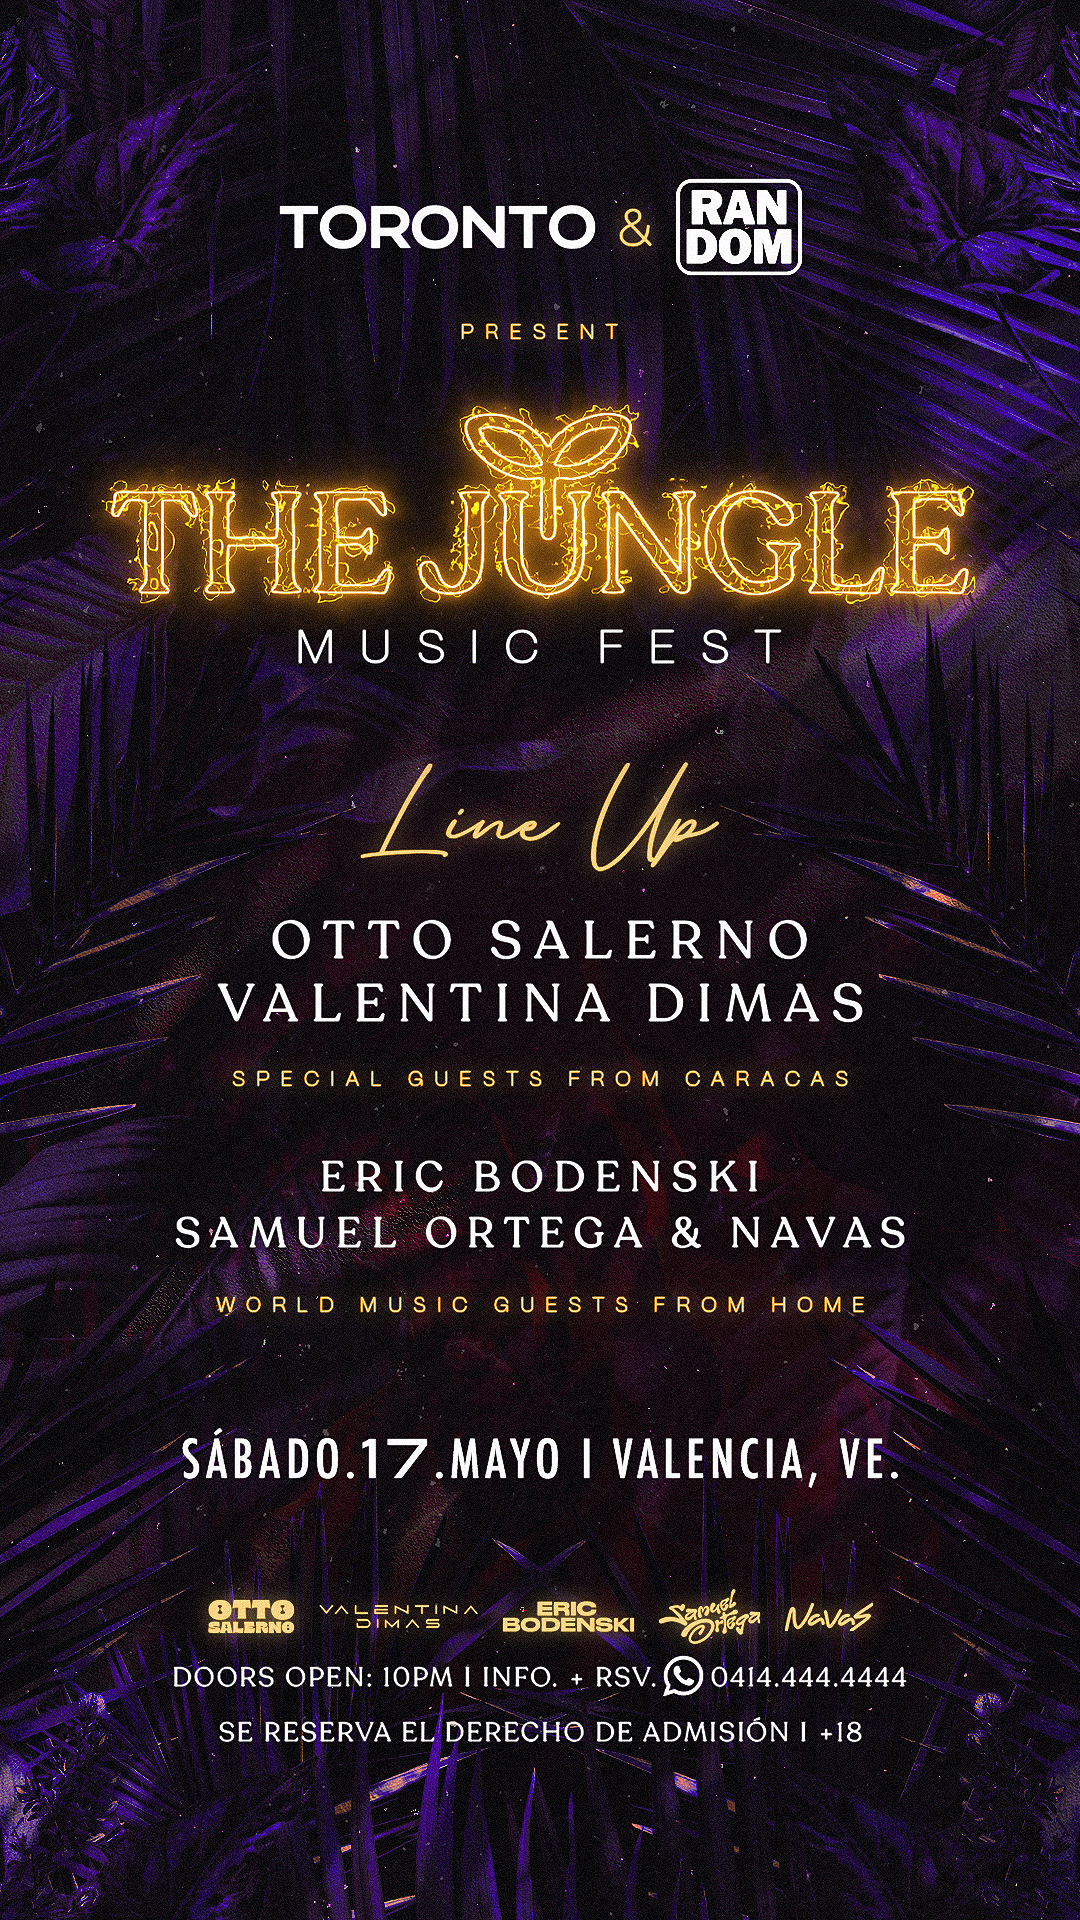 TORONTO & RANDOM
PRESENT
THE JUNGLE
MUSIC FEST
Line Up
OTTO SALERNO
VALENTINA DIMAS
SPECIAL GUESTS FROM CARACAS
ERIC BODENSKI
SAMUEL ORTEGA & NAVAS
WORLD MUSIC GUESTS FROM HOME
SÁBADO.17.MAYO I VALENCIA, VE.
OTTO SALERNO VALENTINA DIMAS ERIC BODENSKI Samuel Ortega Navas
DOORS OPEN: 10PM I INFO. + RSV. 0414.444.4444
SE RESERVA EL DERECHO DE ADMISIÓN I +18